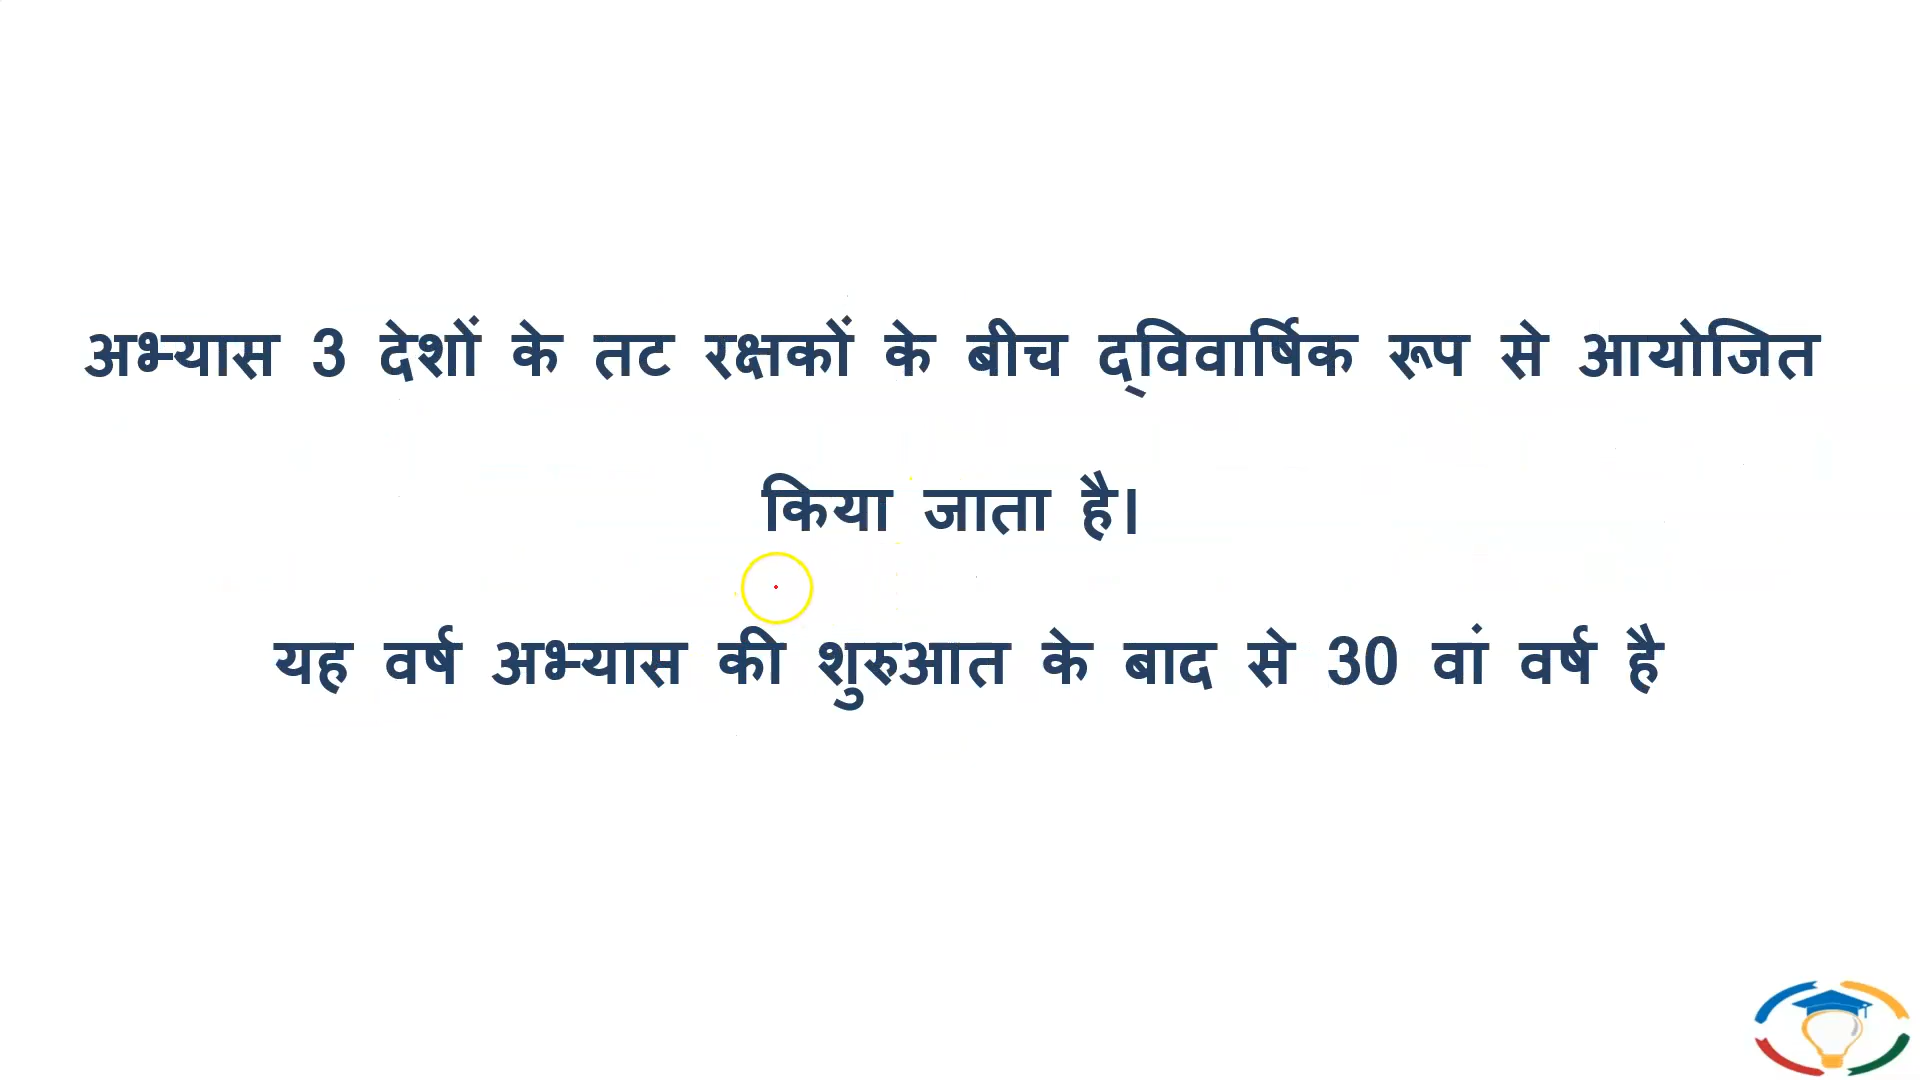 अभ्यास 3 देशों के तट रक्षकों के बीच द्विवार्षिक रूप से आयोजित
किया जाता है।
यह वर्ष अभ्यास की शुरुआत के बाद से 30 वां वर्ष है